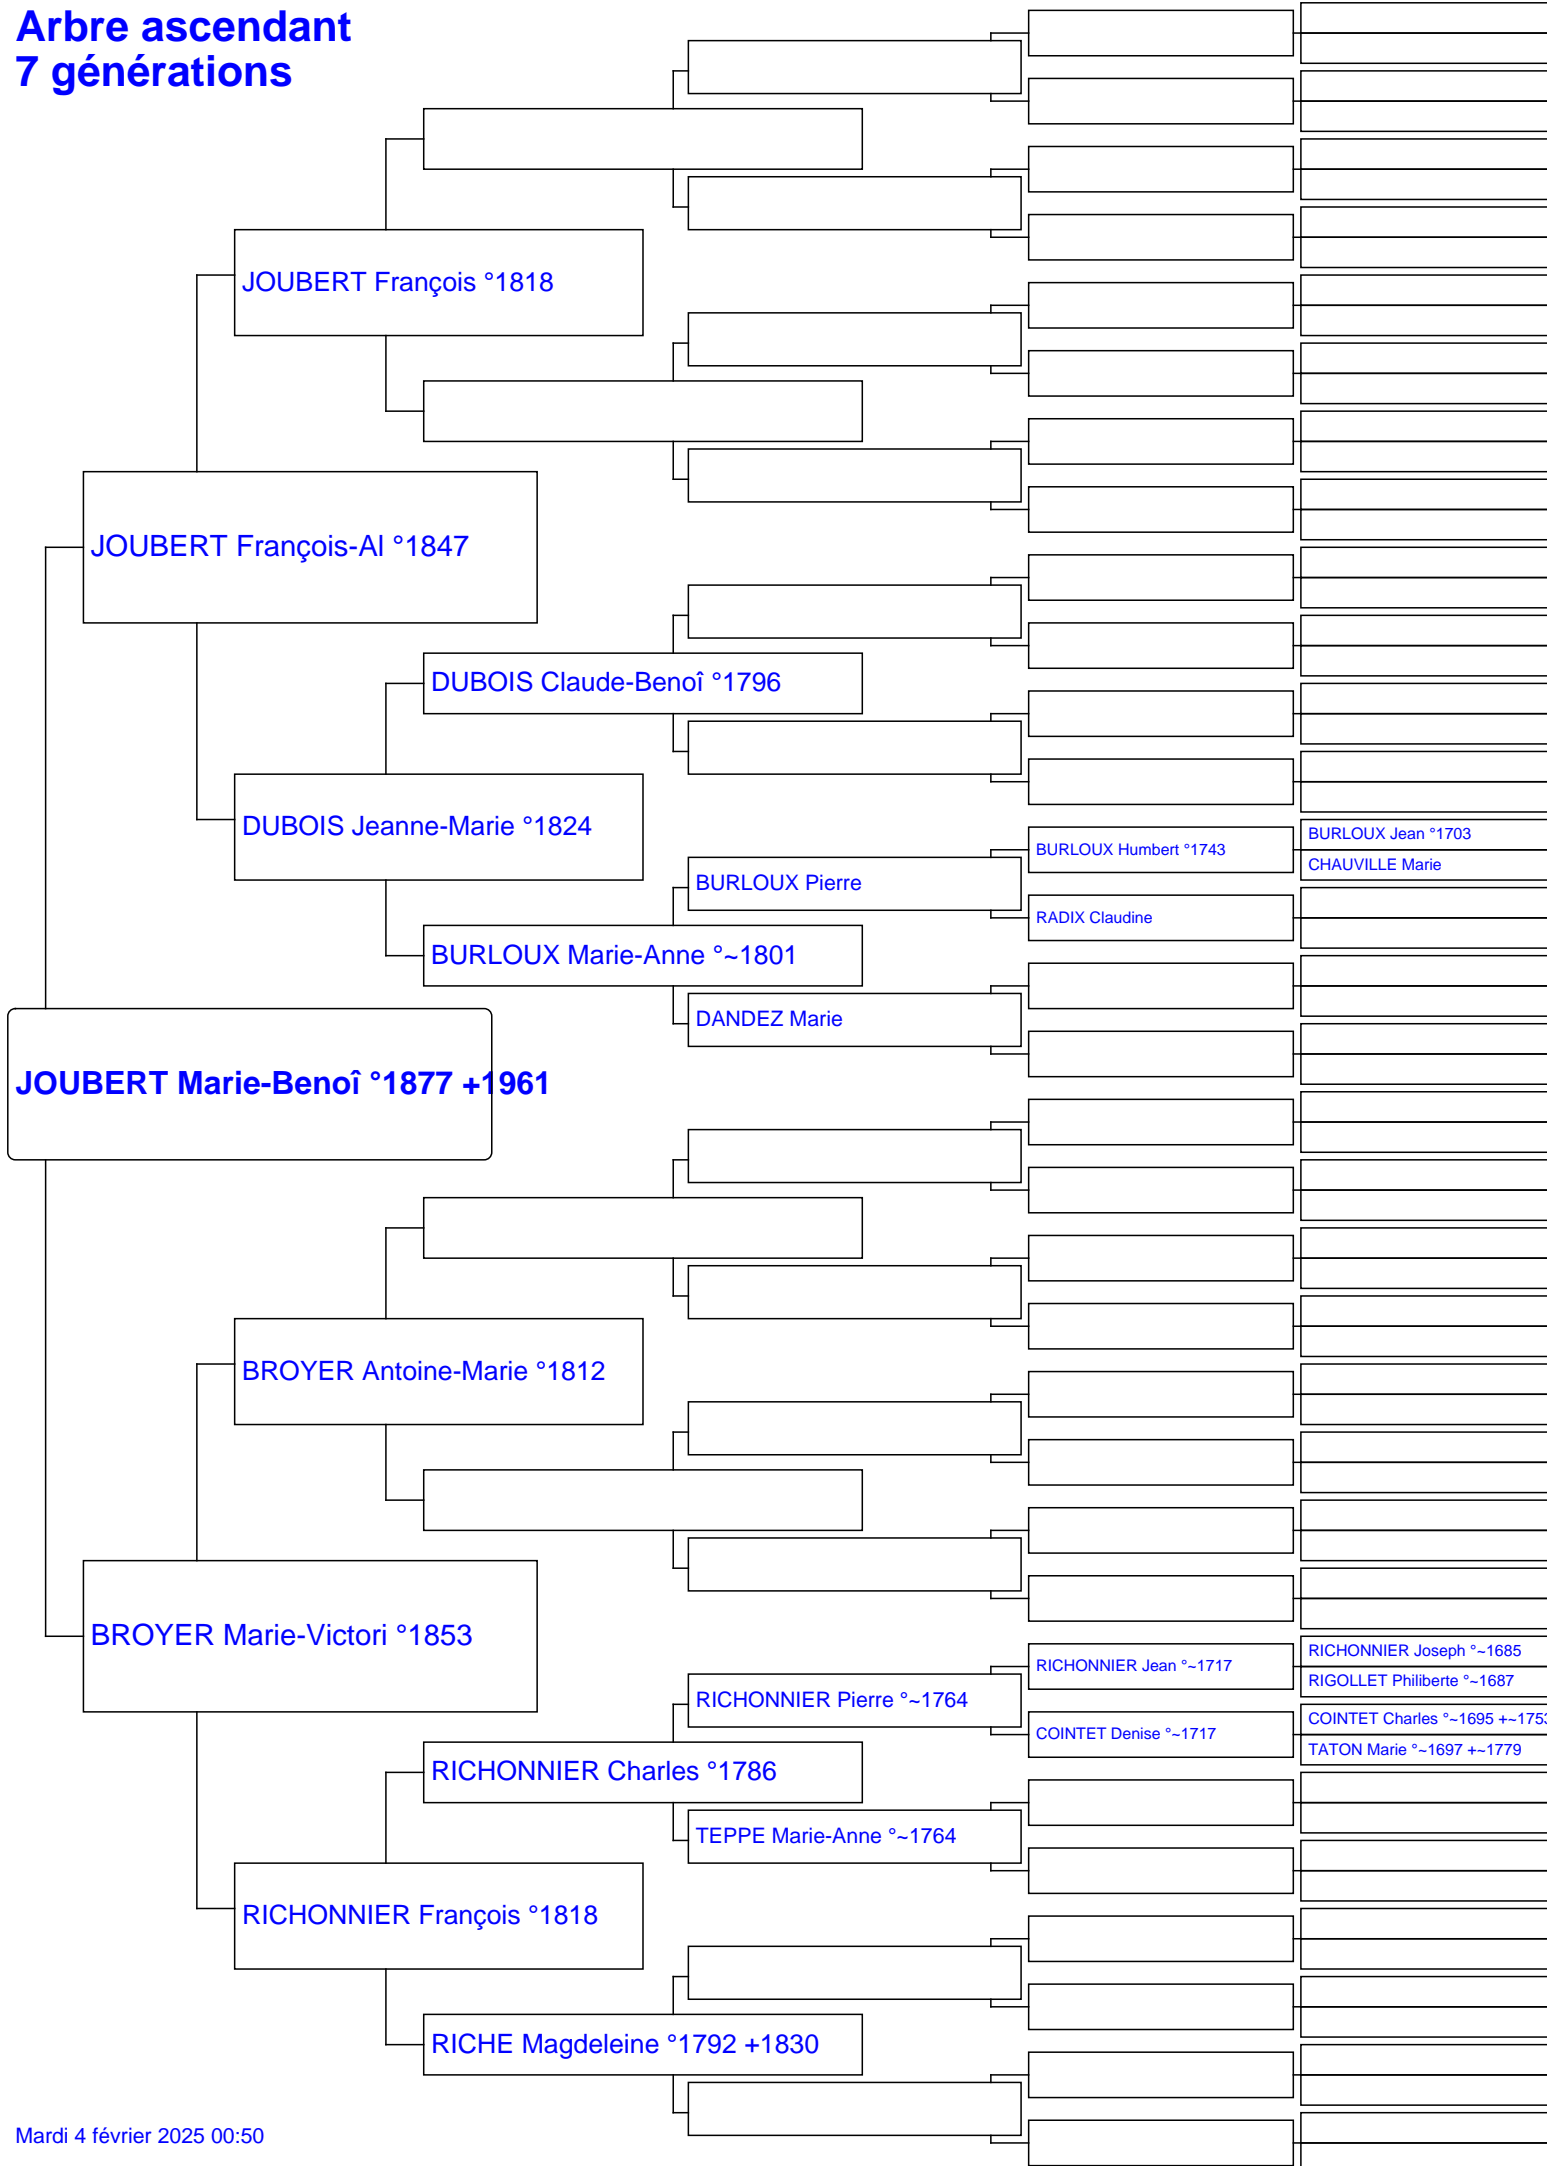 Arbre ascendant
7 générations
JOUBERT François °1818
JOUBERT François-Al °1847
DUBOIS Claude-Benoî °1796
DUBOIS Jeanne-Marie °1824
BURLOUX Jean °1703
BURLOUX Humbert °1743
CHAUVILLE Marie
BURLOUX Pierre
RADIX Claudine
BURLOUX Marie-Anne °~1801
DANDEZ Marie
JOUBERT Marie-Benoî °1877 +1961
BROYER Antoine-Marie °1812
BROYER Marie-Victori °1853
RICHONNIER Joseph °~1685
RICHONNIER Jean °~1717
RIGOLLET Philiberte °~1687
RICHONNIER Pierre °~1764
COINTET Charles °~1695 +~1753
COINTET Denise °~1717
TATON Marie °~1697 +~1779
RICHONNIER Charles °1786
TEPPE Marie-Anne °~1764
RICHONNIER François °1818
RICHE Magdeleine °1792 +1830
Mardi 4 février 2025 00:50